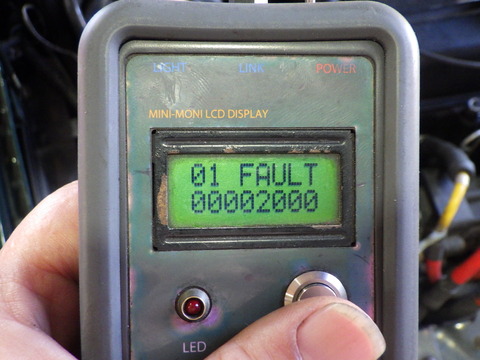 LIGHT LINK POWER
MINI-MONI LCD DISPLAY
01 FAULT
00002000
LED